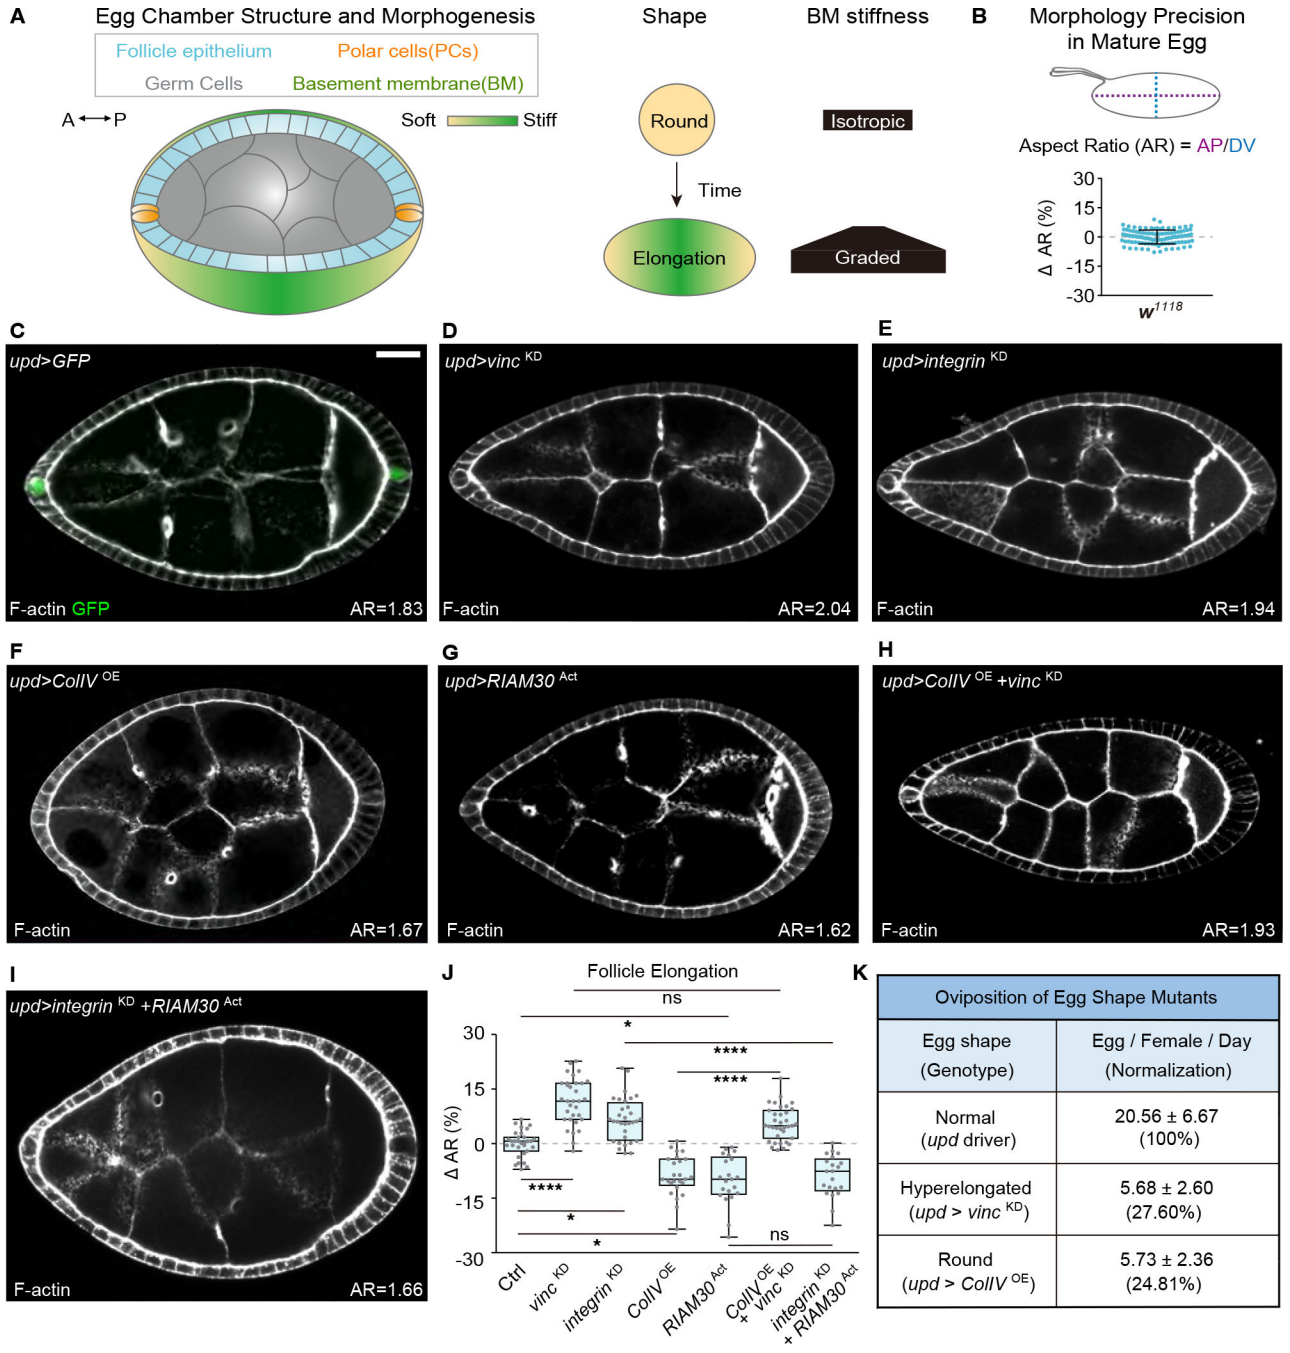 A
Egg Chamber Structure and Morphogenesis
Follicle epithelium
Polar cells(PCs)
Germ Cells
Basement membrane(BM)
A
P
Soft
Stiff
Shape
BM stiffness
Round
Isotropic
Time
Elongation
Graded
B
Morphology Precision
in Mature Egg
Aspect Ratio (AR) = AP/DV
Δ AR (%)
30
15
0
-15
-30
w1118
C
upd>GFP
F-actin GFP
AR=1.83
D
upd>vinc KD
F-actin
AR=2.04
E
upd>integrin KD
F-actin
AR=1.94
F
upd>ColIV OE
F-actin
AR=1.67
G
upd>RIAM30 Act
F-actin
AR=1.62
H
upd>ColIV OE +vinc KD
F-actin
AR=1.93
I
upd>integrin KD +RIAM30 Act
F-actin
AR=1.66
J
Follicle Elongation
ns
*
****
****
Δ AR (%)
30
15
0
-15
-30
****
*
*
ns
Ctrl
vinc KD
integrin KD
ColIV OE
RIAM30 Act
ColIV OE
+ vinc KD
integrin KD
+ RIAM30 Act
K
Oviposition of Egg Shape Mutants
Egg shape
(Genotype)
Egg / Female / Day
(Normalization)
Normal
(upd driver)
20.56 ± 6.67
(100%)
Hyperelongated
(upd > vinc KD)
5.68 ± 2.60
(27.60%)
Round
(upd > ColIV OE)
5.73 ± 2.36
(24.81%)